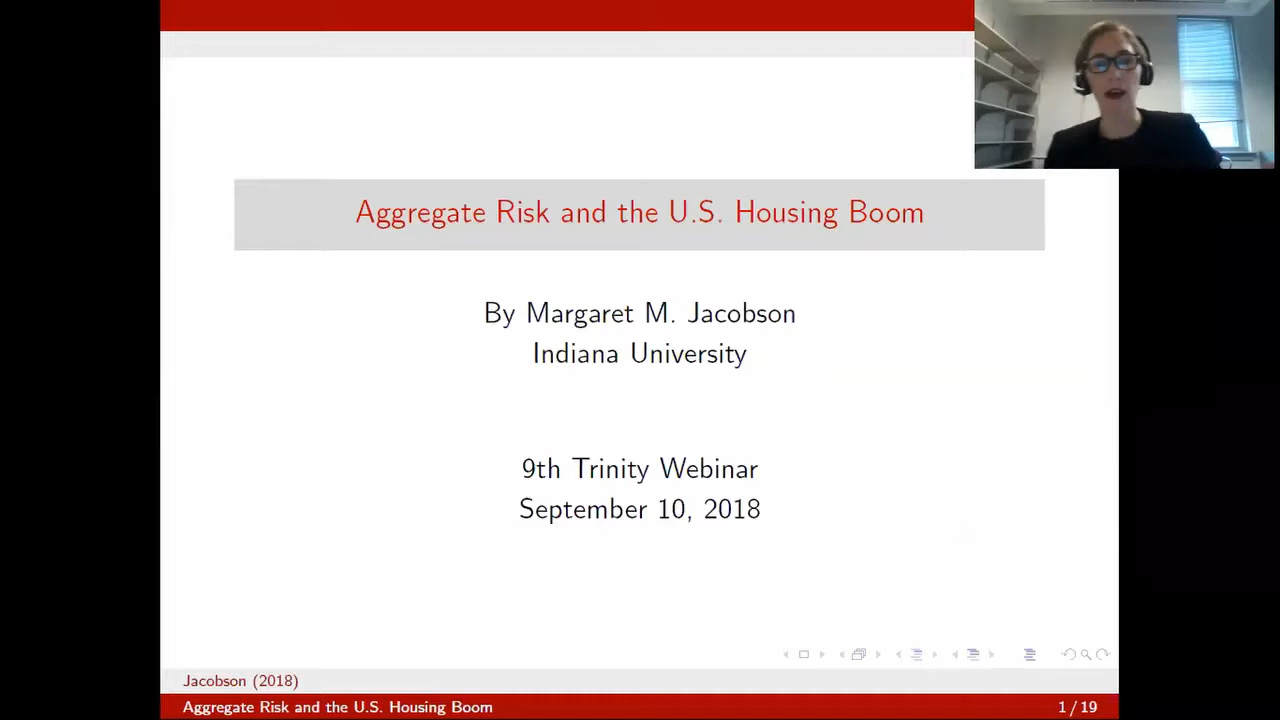 Aggregate Risk and the U.S. Housing Boom
By Margaret M. Jacobson
Indiana University
9th Trinity Webinar
September 10, 2018
Jacobson (2018)
Aggregate Risk and the U.S. Housing Boom
1 / 19